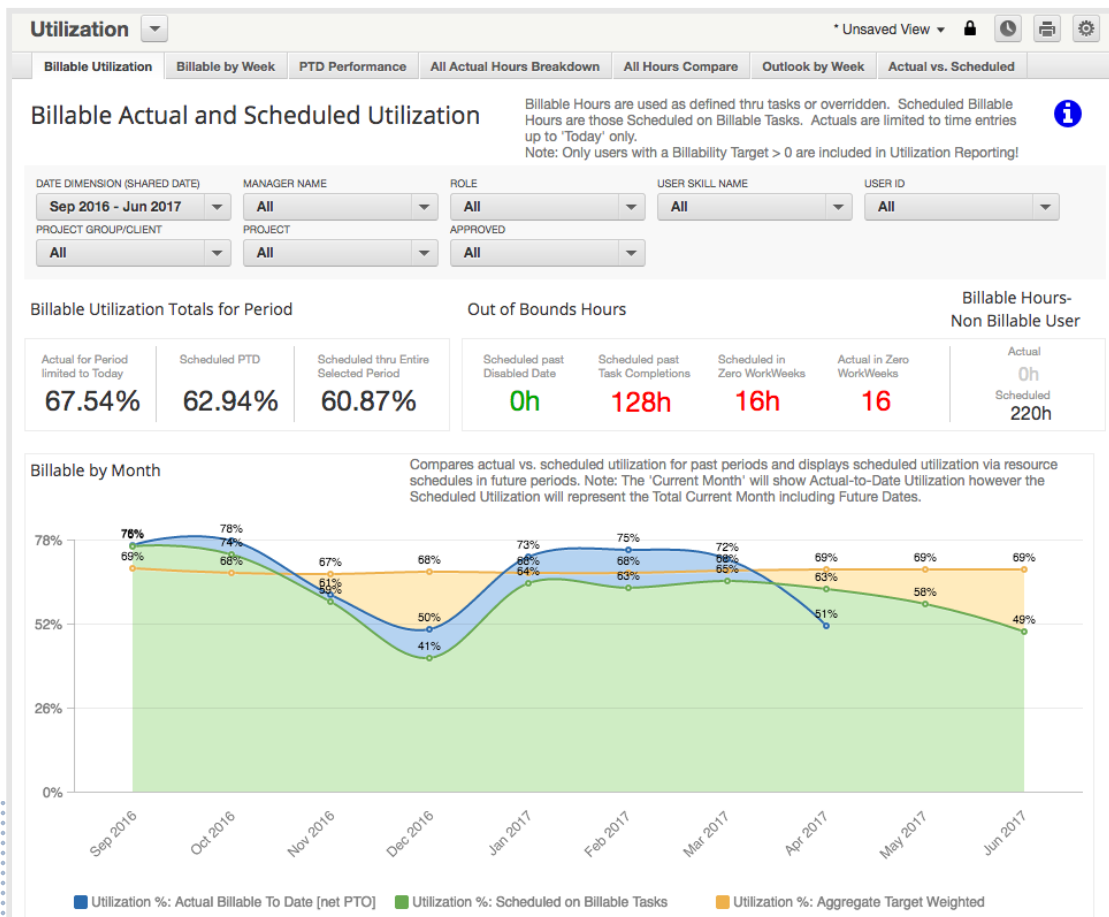 Utilization
* Unsaved View
Billable Utilization Billable by Week PTD Performance All Actual Hours Breakdown All Hours Compare Outlook by Week Actual vs. Scheduled
Billable Actual and Scheduled Utilization
Billable Hours are used as defined thru tasks or overridden. Scheduled Billable
Hours are those Scheduled on Billable Tasks. Actuals are limited to time entries
up to 'Today' only.
Note: Only users with a Billability Target > 0 are included in Utilization Reporting!
i
DATE DIMENSION (SHARED DATE) MANAGER NAME ROLE USER SKILL NAME USER ID
Sep 2016 - Jun 2017 All All All All
PROJECT GROUP/CLIENT PROJECT APPROVED
All All All
Billable Utilization Totals for Period
Out of Bounds Hours
Billable Hours-
Non Billable User
Actual for Period
limited to Today
67.54%
Scheduled PTD
62.94%
Scheduled thru Entire
Selected Period
60.87%
Scheduled past
Disabled Date
0h
Scheduled past
Task Completions
128h
Scheduled in
Zero WorkWeeks
16h
Actual in Zero
WorkWeeks
16
Actual
0h
Scheduled
220h
Billable by Month
Compares actual vs. scheduled utilization for past periods and displays scheduled utilization via resource
schedules in future periods. Note: The 'Current Month' will show Actual-to-Date Utilization however the
Scheduled Utilization will represent the Total Current Month including Future Dates.
78%
52%
26%
0%
76% 78% 67% 68% 73% 75% 72% 69% 69% 69%
69% 74% 61% 50% 68% 68% 63% 58% 49%
68% 41% 64% 63% 65% 51%
Sep 2016 Oct 2016 Nov 2016 Dec 2016 Jan 2017 Feb 2017 Mar 2017 Apr 2017 May 2017 Jun 2017
Utilization %: Actual Billable To Date [net PTO] Utilization %: Scheduled on Billable Tasks Utilization %: Aggregate Target Weighted